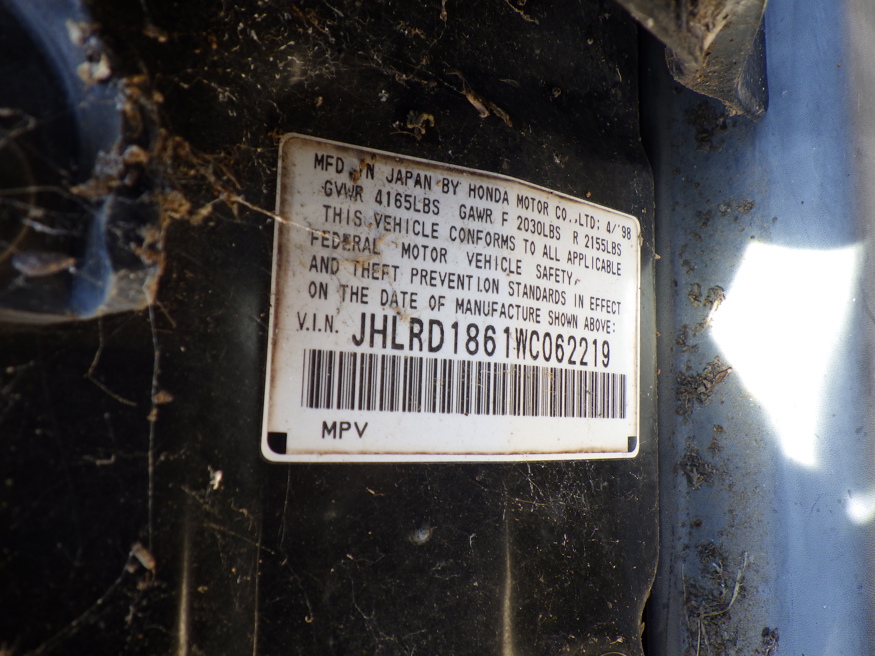 MFD IN JAPAN BY HONDA MOTOR CO.,LTD; 4/'98
GVWR 4165LBS GAWR F 2030LBS R 2155LBS
THIS VEHICLE CONFORMS TO ALL APPLICABLE
FEDERAL MOTOR VEHICLE SAFETY
AND THEFT PREVENTION STANDARDS IN EFFECT
ON THE DATE OF MANUFACTURE SHOWN ABOVE:
V.I.N. JHLRD1861WC062219
MPV